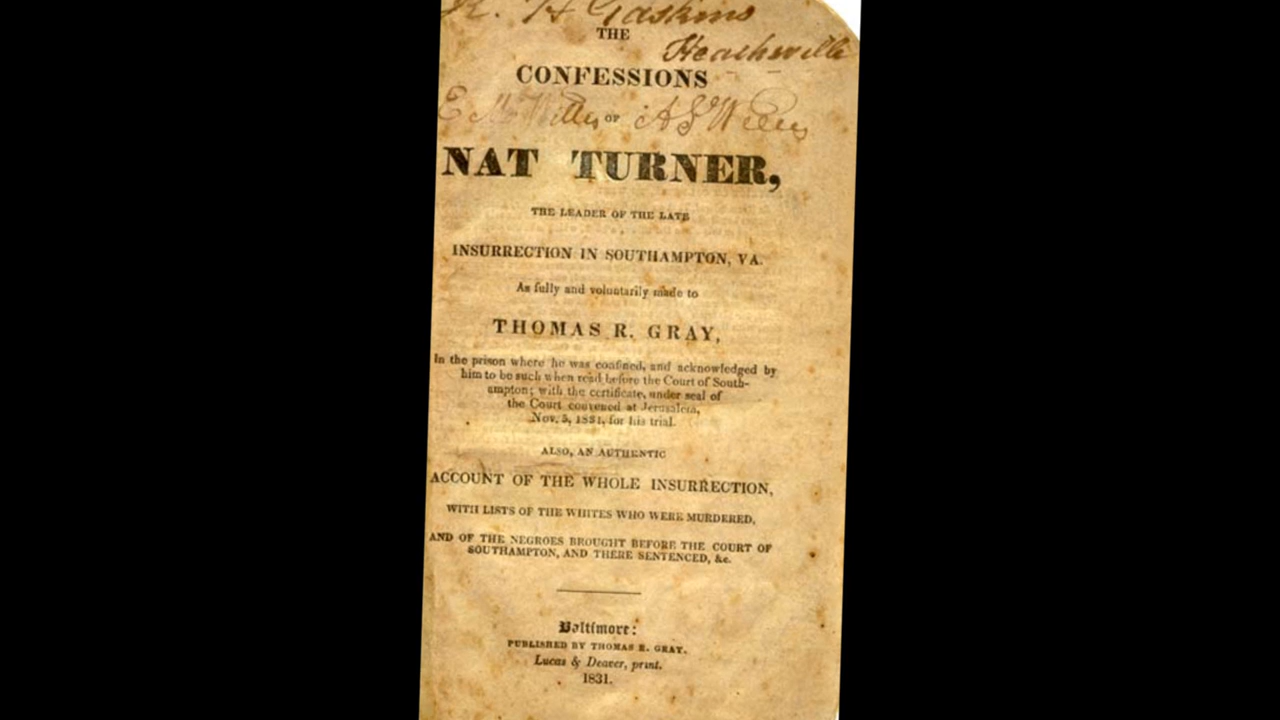 R. H Gaskins
THE
Heathsville
CONFESSIONS
OF
NAT TURNER,
THE LEADER OF THE LATE
INSURRECTION IN SOUTHAMPTON, VA.
As fully and voluntarily made to
THOMAS R. GRAY,
In the prison where he was confined, and acknowledged by
him to be such when read before the Court of South-
ampton; with the certificate, under seal of
the Court convened at Jerusalem,
Nov. 5, 1831, for his trial.
ALSO, AN AUTHENTIC
ACCOUNT OF THE WHOLE INSURRECTION,
WITH LISTS OF THE WHITES WHO WERE MURDERED,
AND OF THE NEGROES BROUGHT BEFORE THE COURT OF
SOUTHAMPTON, AND THERE SENTENCED, &c.
Baltimore:
PUBLISHED BY THOMAS R. GRAY.
Lucas & Deaver, print.
1831.